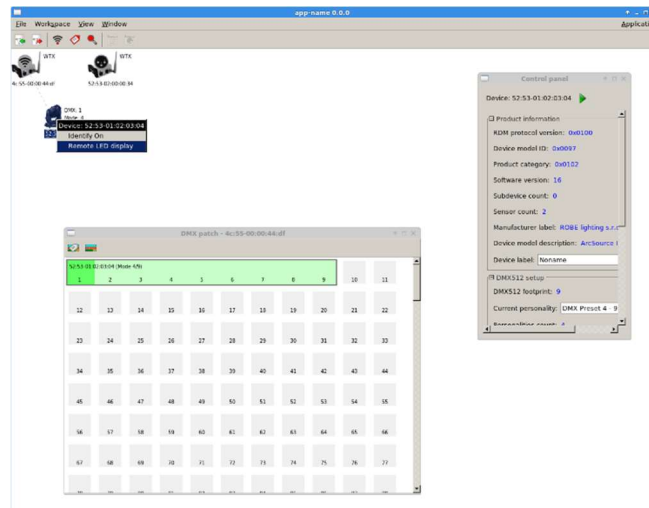 app-name 0.0.0
File Workspace View Window
Applicati
WTX WTX
4c:55-00:00:44:df 52:53-02:00:00:34
DMX: 1
Device: 52:53-01:02:03:04
Identify On
Remote LED display
Control panel
Device: 52:53-01:02:03:04
Product information
RDM protocol version: 0x0100
Device model ID: 0x0097
Product category: 0x0102
Software version: 16
Subdevice count: 0
Sensor count: 2
Manufacturer label: ROBE lighting s.r.o
Device model description: ArcSource
Device label: Noname
DMX512 setup
DMX512 footprint: 9
Current personality: DMX Preset 4 - 9
Personalities count: 4
DMX patch - 4c:55-00:00:44:df
52:53-01:02:03:04 (Mode 4/9)
1 2 3 4 5 6 7 8 9 10 11
12 13 14 15 16 17 18 19 20 21 22
23 24 25 26 27 28 29 30 31 32 33
34 35 36 37 38 39 40 41 42 43 44
45 46 47 48 49 50 51 52 53 54 55
56 57 58 59 60 61 62 63 64 65 66
67 68 69 70 71 72 73 74 75 76 77